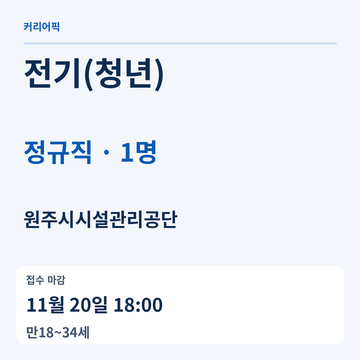 커리어픽
전기(청년)
정규직 · 1명
원주시시설관리공단
접수 마감
11월 20일 18:00
만18~34세